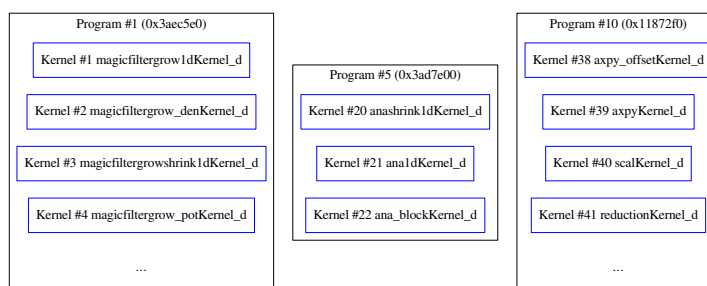 Program #1 (0x3aec5e0)
Kernel #1 magicfiltergrow1dKernel_d
Kernel #2 magicfiltergrow_denKernel_d
Kernel #3 magicfiltergrowshrink1dKernel_d
Kernel #4 magicfiltergrow_potKernel_d
...
Program #5 (0x3ad7e00)
Kernel #20 anashrink1dKernel_d
Kernel #21 ana1dKernel_d
Kernel #22 ana_blockKernel_d
Program #10 (0x11872f0)
Kernel #38 axpy_offsetKernel_d
Kernel #39 axpyKernel_d
Kernel #40 scalKernel_d
Kernel #41 reductionKernel_d
...